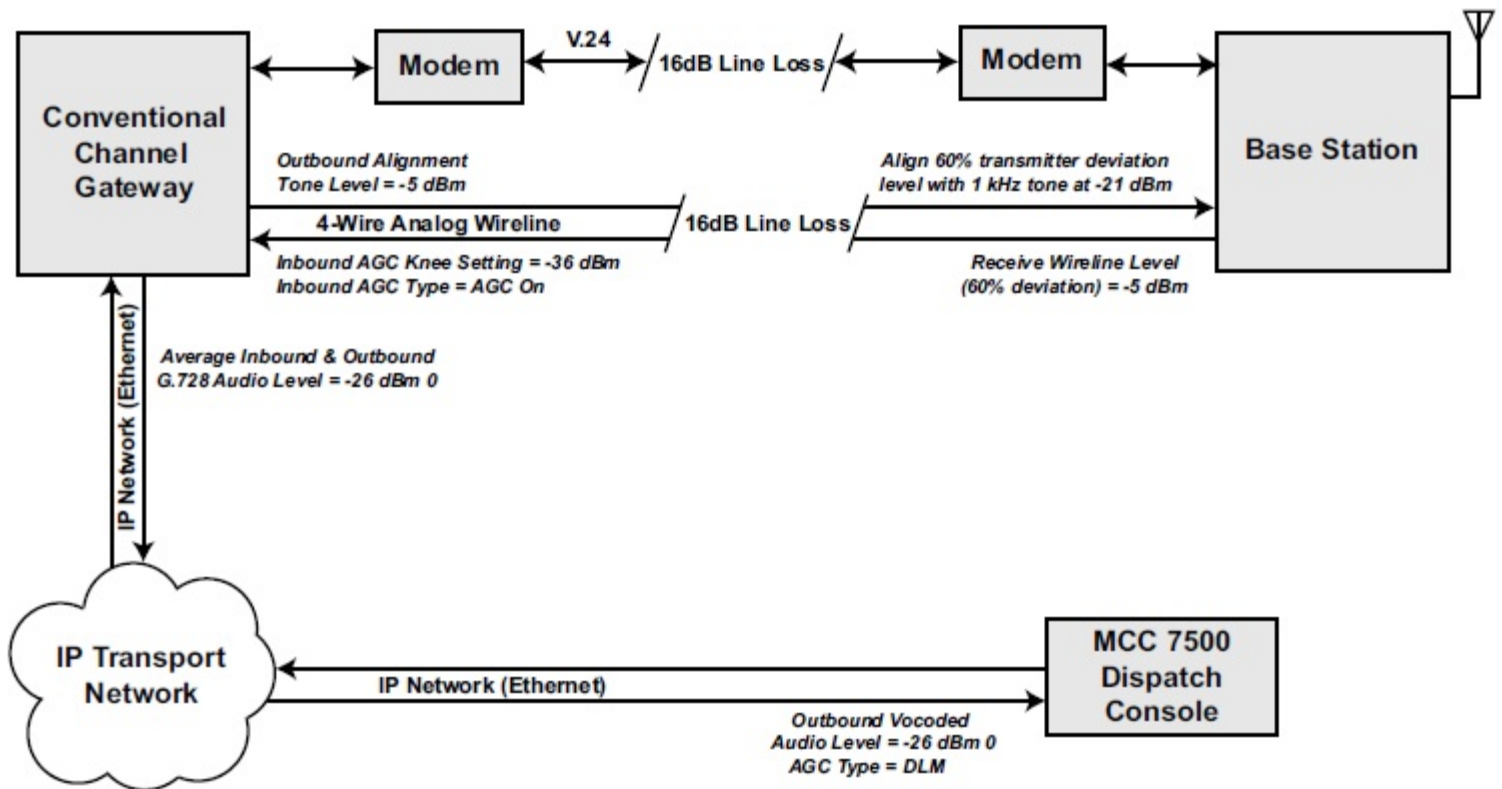 V.24
Modem
16dB Line Loss
Modem
Conventional
Channel
Gateway
Base Station
Outbound Alignment
Tone Level = -5 dBm
Align 60% transmitter deviation
level with 1 kHz tone at -21 dBm
4-Wire Analog Wireline
16dB Line Loss
Inbound AGC Knee Setting = -36 dBm
Inbound AGC Type = AGC On
Receive Wireline Level
(60% deviation) = -5 dBm
IP Network (Ethernet)
Average Inbound & Outbound
G.728 Audio Level = -26 dBm 0
IP Transport
Network
IP Network (Ethernet)
MCC 7500
Dispatch
Console
Outbound Vocoded
Audio Level = -26 dBm 0
AGC Type = DLM